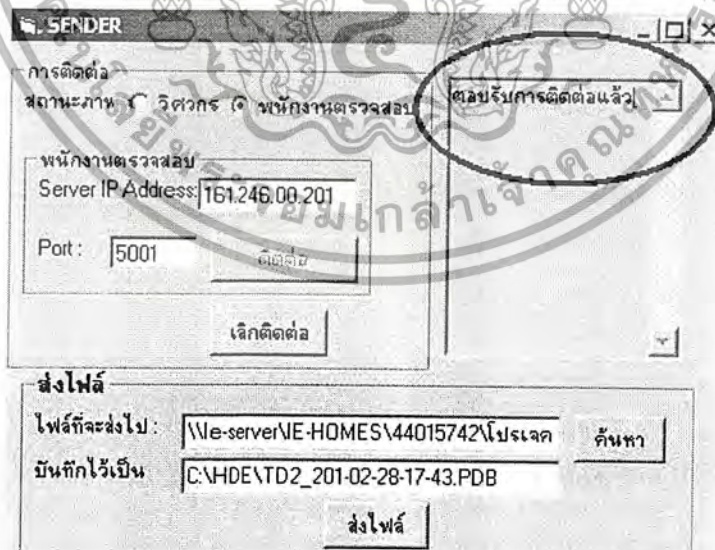 SENDER
การติดต่อ
สถานะภาพ วิศวกร พนักงานตรวจสอบ
ตอบรับการติดต่อแล้ว
พนักงานตรวจสอบ
Server IP Address: 161.246.00.201
Port : 5001 ติดต่อ
เลิกติดต่อ
ส่งไฟล์
ไฟล์ที่จะส่งไป : \\Ie-server\IE-HOMES\44015742\โปรเจค ค้นหา
บันทึกไว้เป็น C:\HDE\TD2_201-02-28-17-43.PDB
ส่งไฟล์